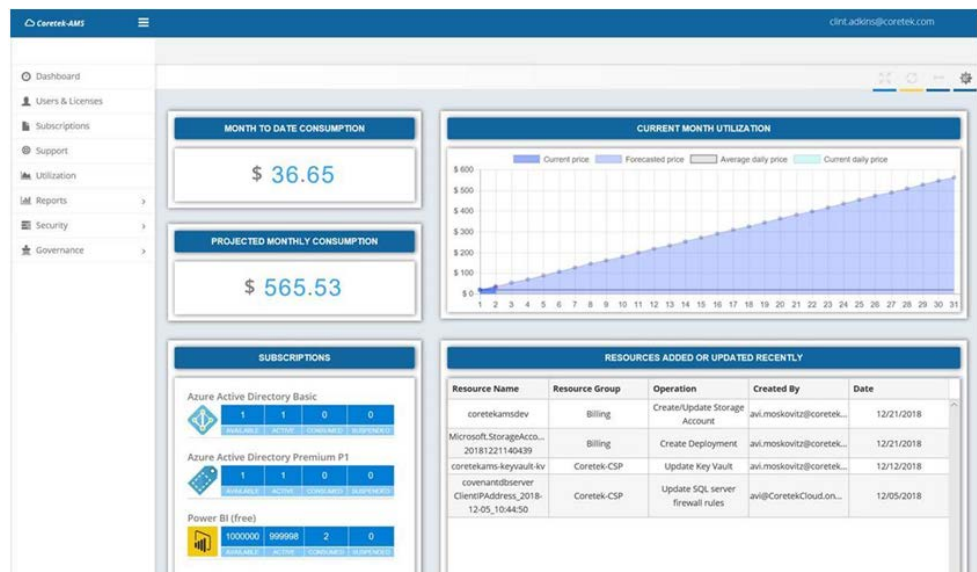 Coretek-AMS
clint.adkins@coretek.com
Dashboard
Users & Licenses
Subscriptions
Support
Utilization
Reports
Security
Governance
MONTH TO DATE CONSUMPTION
$ 36.65
PROJECTED MONTHLY CONSUMPTION
$ 565.53
CURRENT MONTH UTILIZATION
Current price Forecasted price Average daily price Current daily price
$ 600
$ 500
$ 400
$ 300
$ 200
$ 100
$ 0
1 2 3 4 5 6 7 8 9 10 11 12 13 14 15 16 17 18 19 20 21 22 23 24 25 26 27 28 29 30 31
SUBSCRIPTIONS
Azure Active Directory Basic
1 1 0 0
AVAILABLE ACTIVE CONSUMED SUSPENDED
Azure Active Directory Premium P1
1 1 0 0
AVAILABLE ACTIVE CONSUMED SUSPENDED
Power BI (free)
1000000 999998 2 0
AVAILABLE ACTIVE CONSUMED SUSPENDED
RESOURCES ADDED OR UPDATED RECENTLY
Resource Name Resource Group Operation Created By Date
coretekamsdev Billing Create/Update Storage Account avi.moskovitz@coretek... 12/21/2018
Microsoft.StorageAcco... 20181221140439 Billing Create Deployment avi.moskovitz@coretek... 12/21/2018
coretekams-keyvault-kv Coretek-CSP Update Key Vault avi.moskovitz@coretek... 12/12/2018
covenantdbserver ClientIPAddress_2018-12-05_10:44:50 Coretek-CSP Update SQL server firewall rules avi@CoretekCloud.on... 12/05/2018